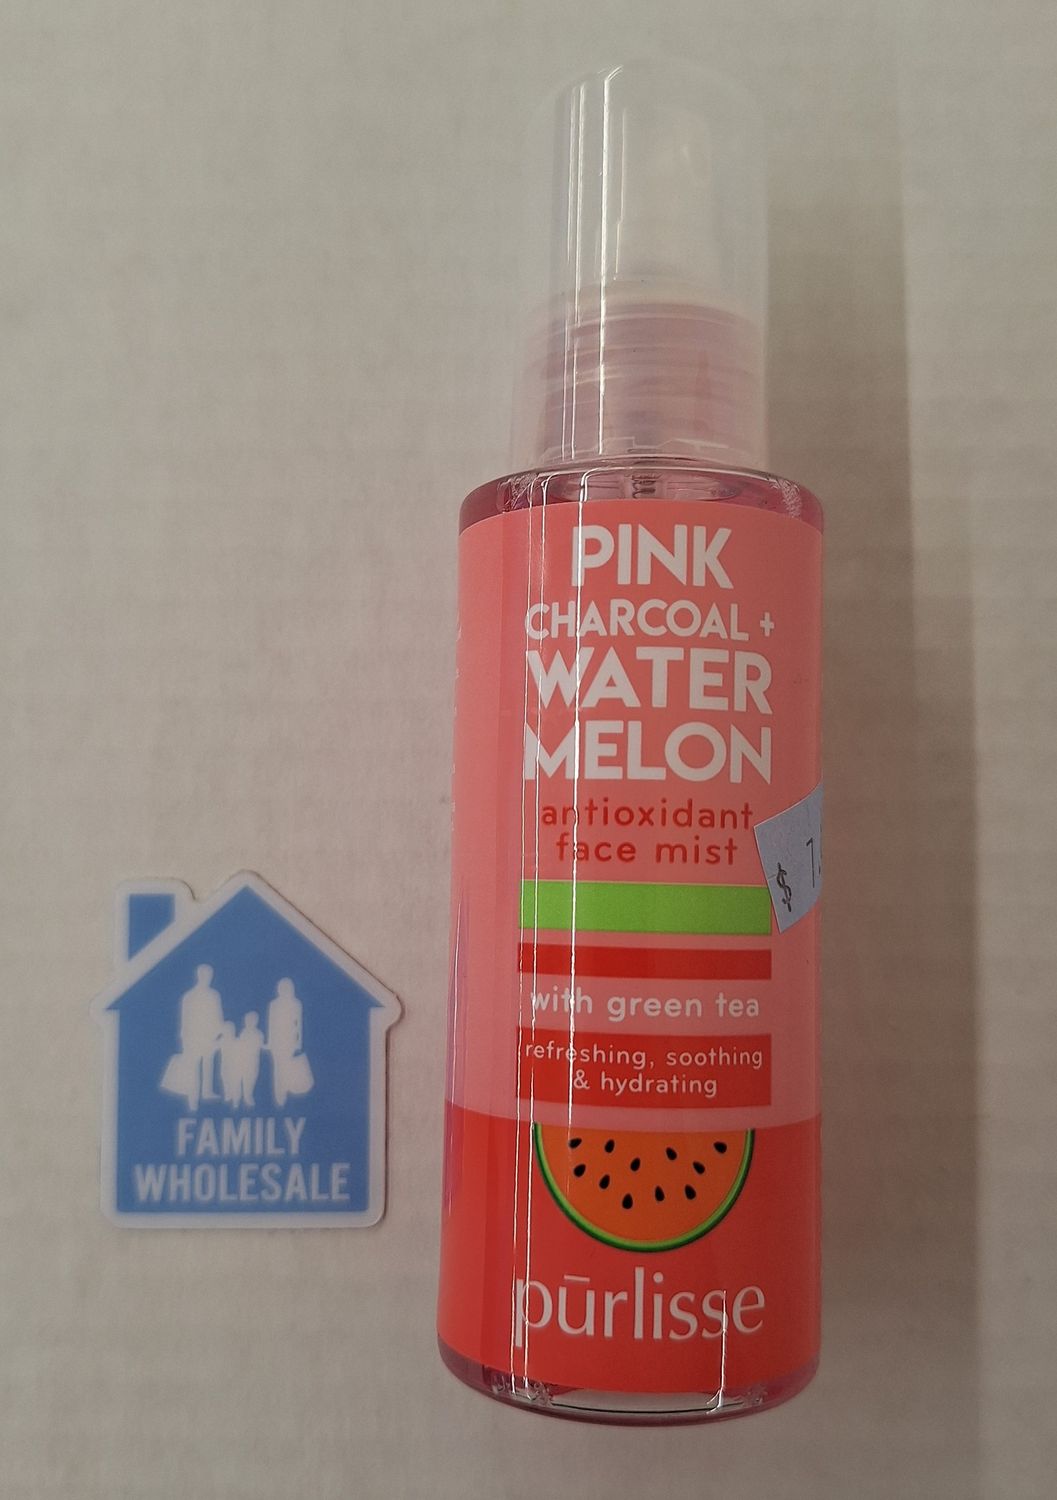 PINK
CHARCOAL +
WATER
MELON
antioxidant
face mist
$
with green tea
refreshing, soothing
& hydrating
pūrlisse
FAMILY
WHOLESALE